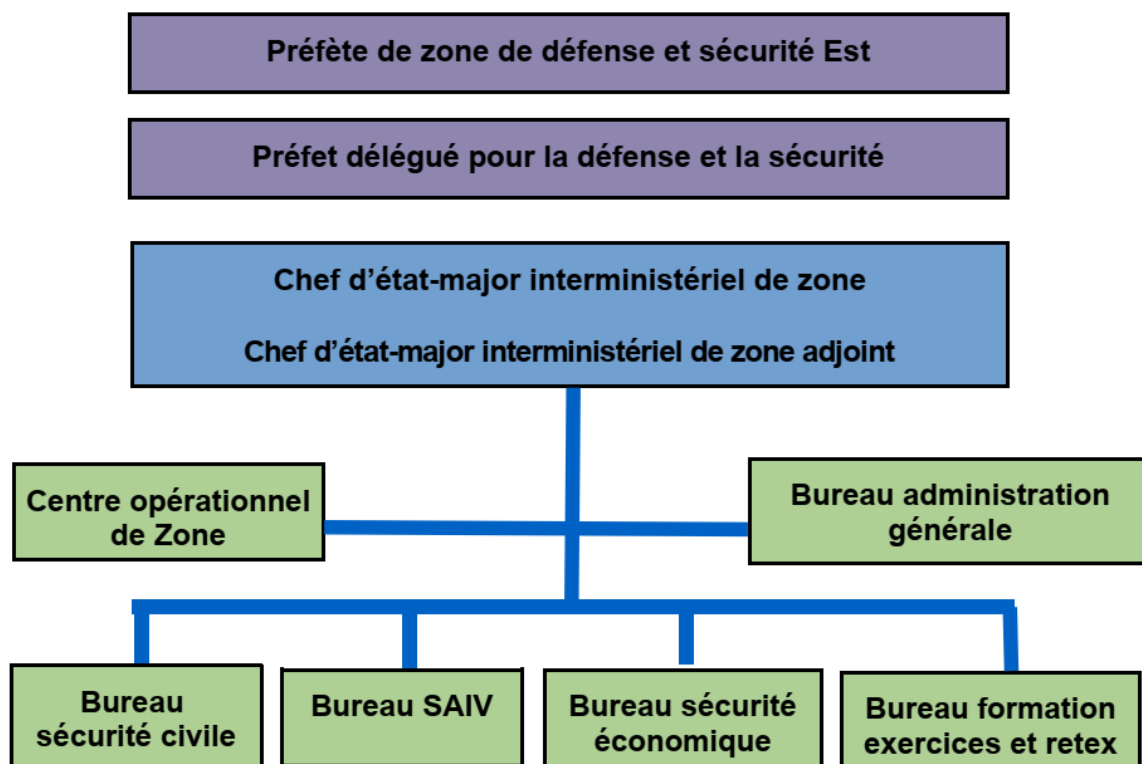 Préfète de zone de défense et sécurité Est
Préfet délégué pour la défense et la sécurité
Chef d’état-major interministériel de zone
Chef d’état-major interministériel de zone adjoint
Centre opérationnel
de Zone
Bureau administration
générale
Bureau
sécurité civile
Bureau SAIV
Bureau sécurité
économique
Bureau formation
exercices et retex